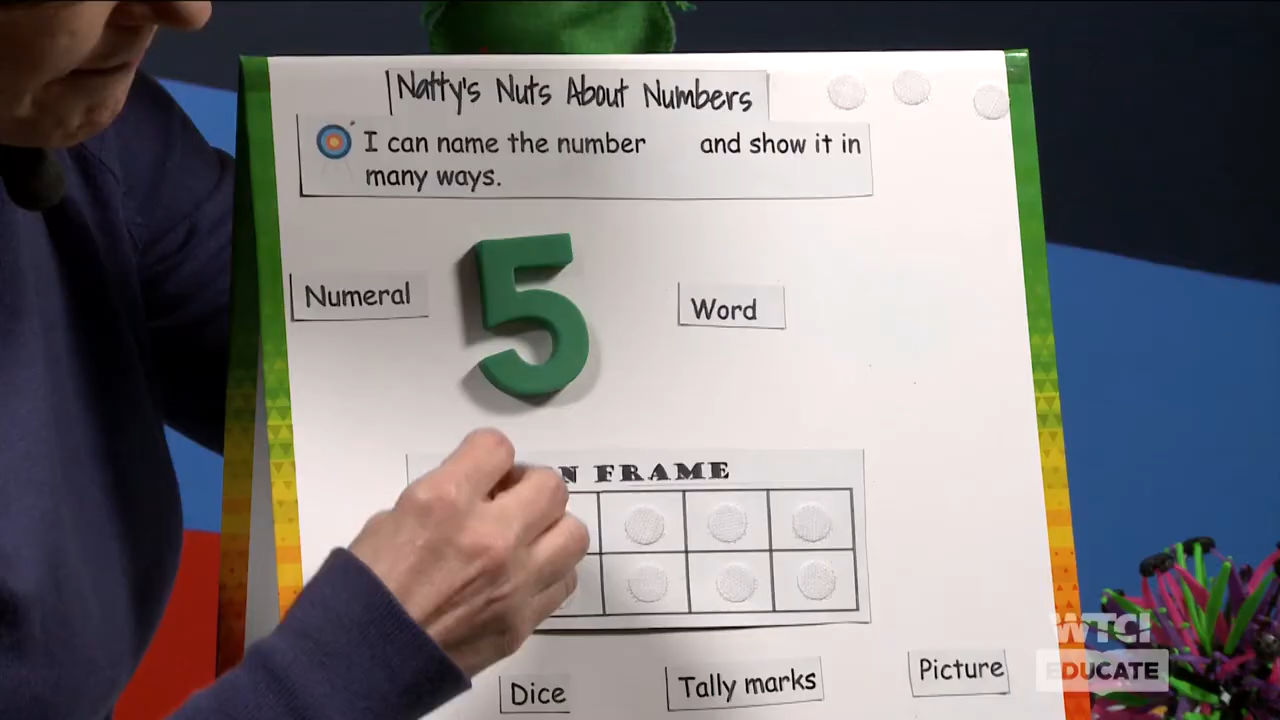 Natty's Nuts About Numbers
I can name the number and show it in
many ways.
Numeral
5
Word
N FRAME
Dice
Tally marks
Picture
WTCI
EDUCATE